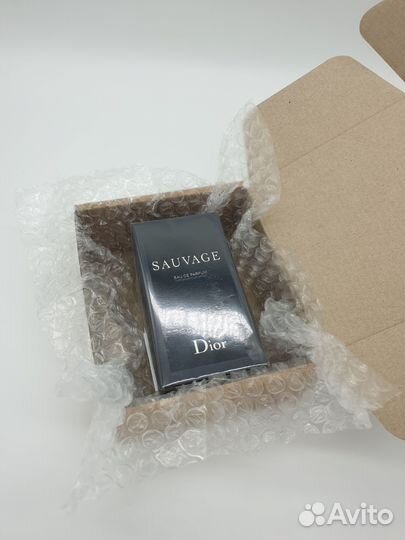 SAUVAGE
EAU DE PARFUM
Dior
Avito